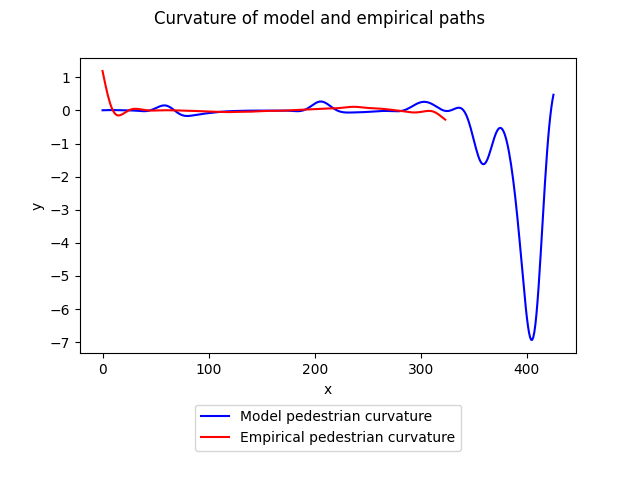 Curvature of model and empirical paths
1
0
−1
−2
−3
−4
−5
−6
−7
y
0 100 200 300 400
x
Model pedestrian curvature
Empirical pedestrian curvature